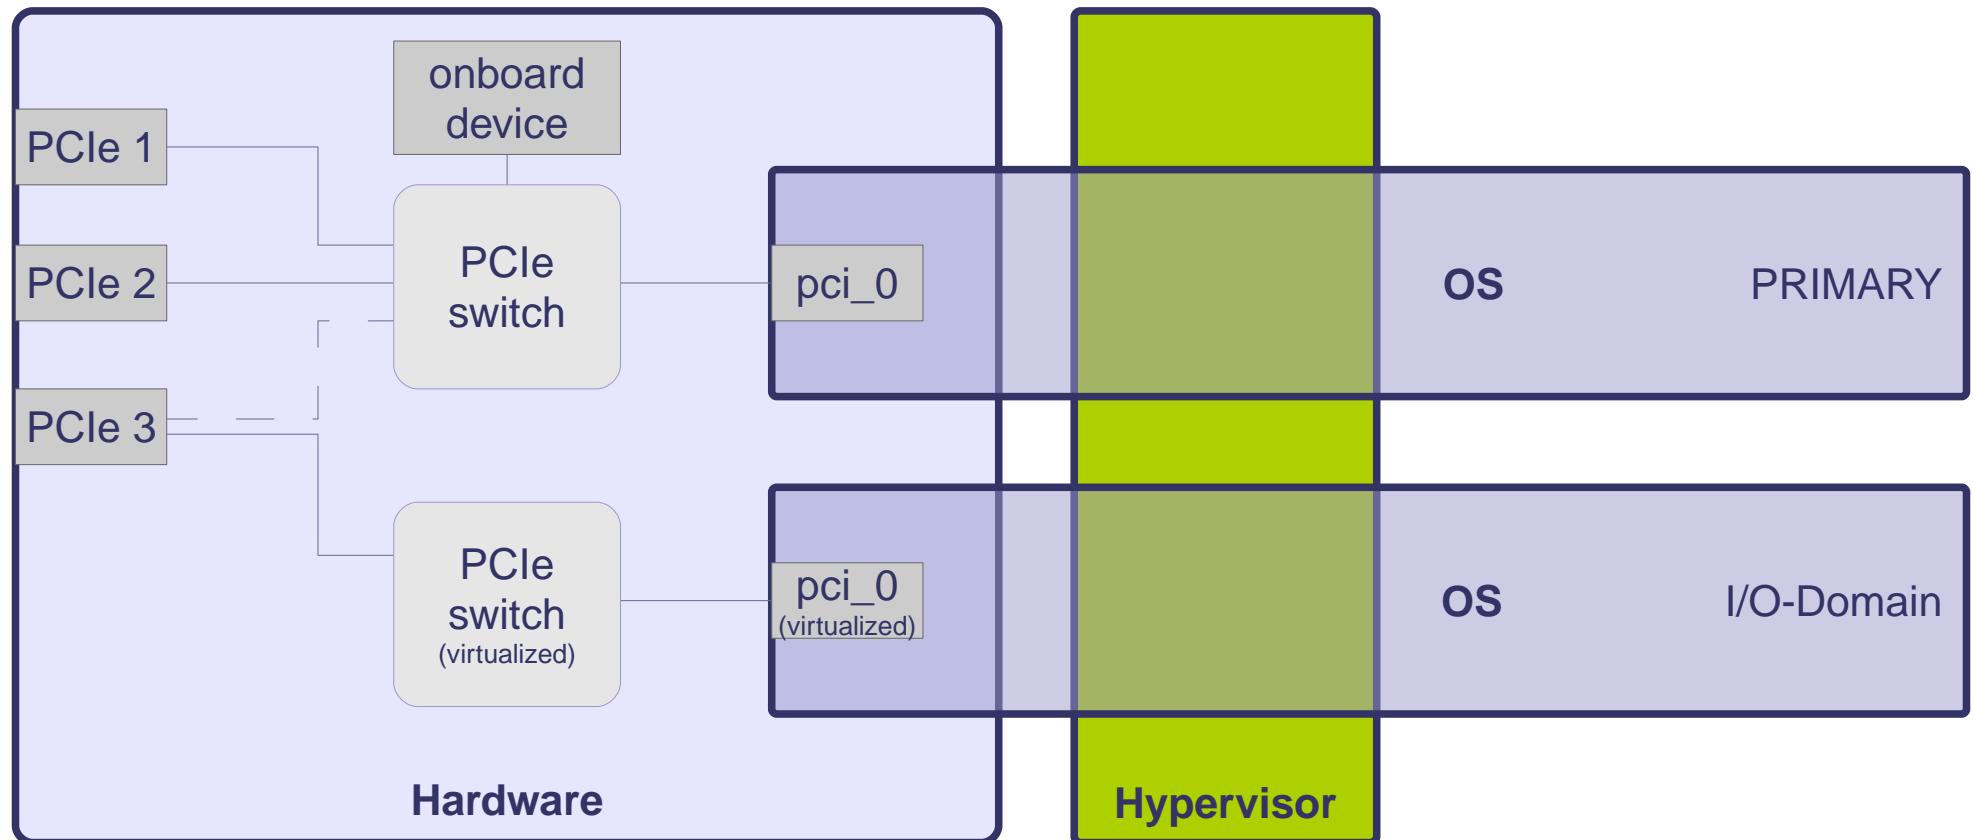 onboard
device
PCIe 1
PCIe 2
PCIe 3
PCIe
switch
pci_0
OS
PRIMARY
PCIe
switch
(virtualized)
pci_0
(virtualized)
OS
I/O-Domain
Hardware
Hypervisor